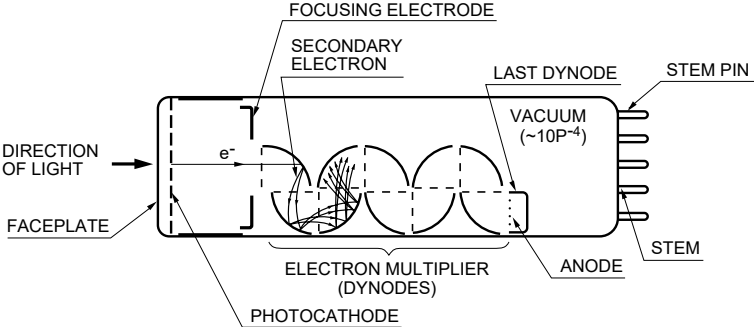 FOCUSING ELECTRODE
SECONDARY
ELECTRON
LAST DYNODE
STEM PIN
VACUUM
(~10P-4)
DIRECTION
OF LIGHT
e-
FACEPLATE
STEM
ELECTRON MULTIPLIER
(DYNODES)
ANODE
PHOTOCATHODE